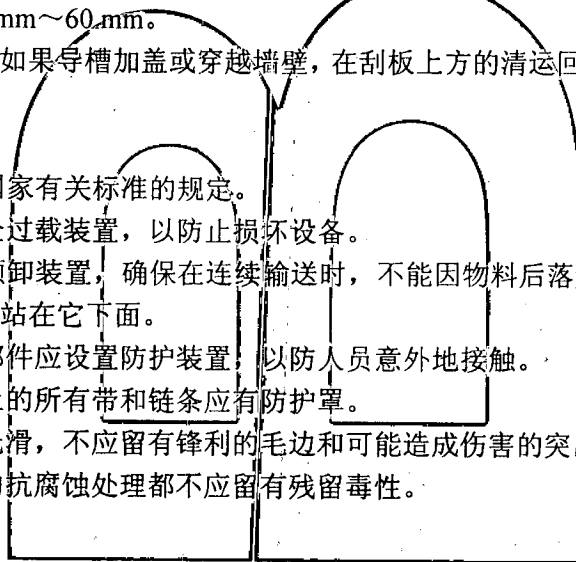 mm～60 mm。
如果导槽加盖或穿越墙壁，在刮板上方的清运回
家有关标准的规定。
过载装置，以防止损坏设备。
卸装置，确保在连续输送时，不能因物料后落
站在它下面。
件应设置防护装置，以防人员意外地接触。
的所有带和链条应有防护罩。
滑，不应留有锋利的毛边和可能造成伤害的突
抗腐蚀处理都不应留有残留毒性。